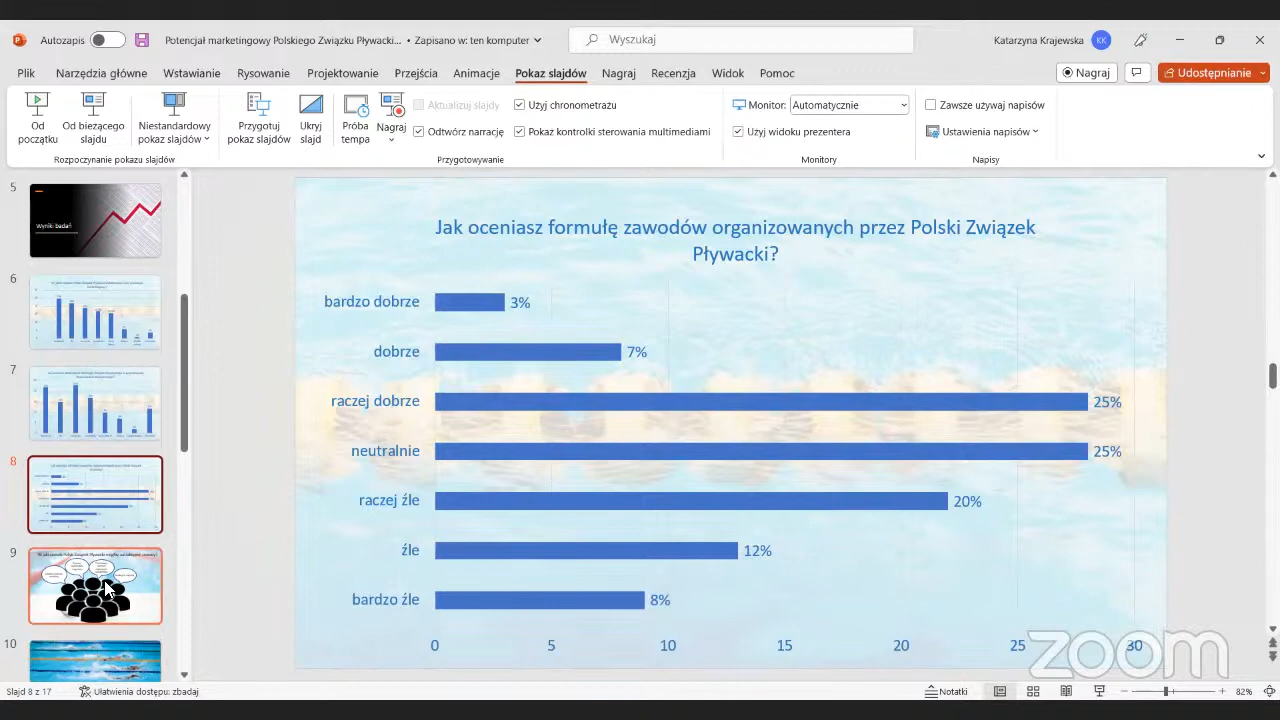 Autozapis
Potencjał marketingowy Polskiego Związku Pływacki... • Zapisano w: ten komputer
Wyszukaj
Katarzyna Krajewska KK
Plik Narzędzia główne Wstawianie Rysowanie Projektowanie Przejścia Animacje Pokaz slajdów Nagraj Recenzja Widok Pomoc
Nagraj
Udostępnianie
Od początku
Od bieżącego slajdu
Niestandardowy pokaz slajdów
Rozpoczynanie pokazu slajdów
Przygotuj pokaz slajdów
Ukryj slajd
Próba tempa
Nagraj
Aktualizuj slajdy
Odtwórz narrację
Użyj chronometrażu
Pokaż kontrolki sterowania multimediami
Przygotowywanie
Monitor: Automatycznie
Użyj widoku prezentera
Monitory
Zawsze używaj napisów
Ustawienia napisów
Napisy
5
Wyniki badań
6
7
8
9
10
Jak oceniasz formułę zawodów organizowanych przez Polski Związek
Pływacki?
bardzo dobrze 3%
dobrze 7%
raczej dobrze 25%
neutralnie 25%
raczej źle 20%
źle 12%
bardzo źle 8%
0 5 10 15 20 25 30
zoom
Slajd 8 z 17
Ułatwienia dostępu: zbadaj
Notatki
82%